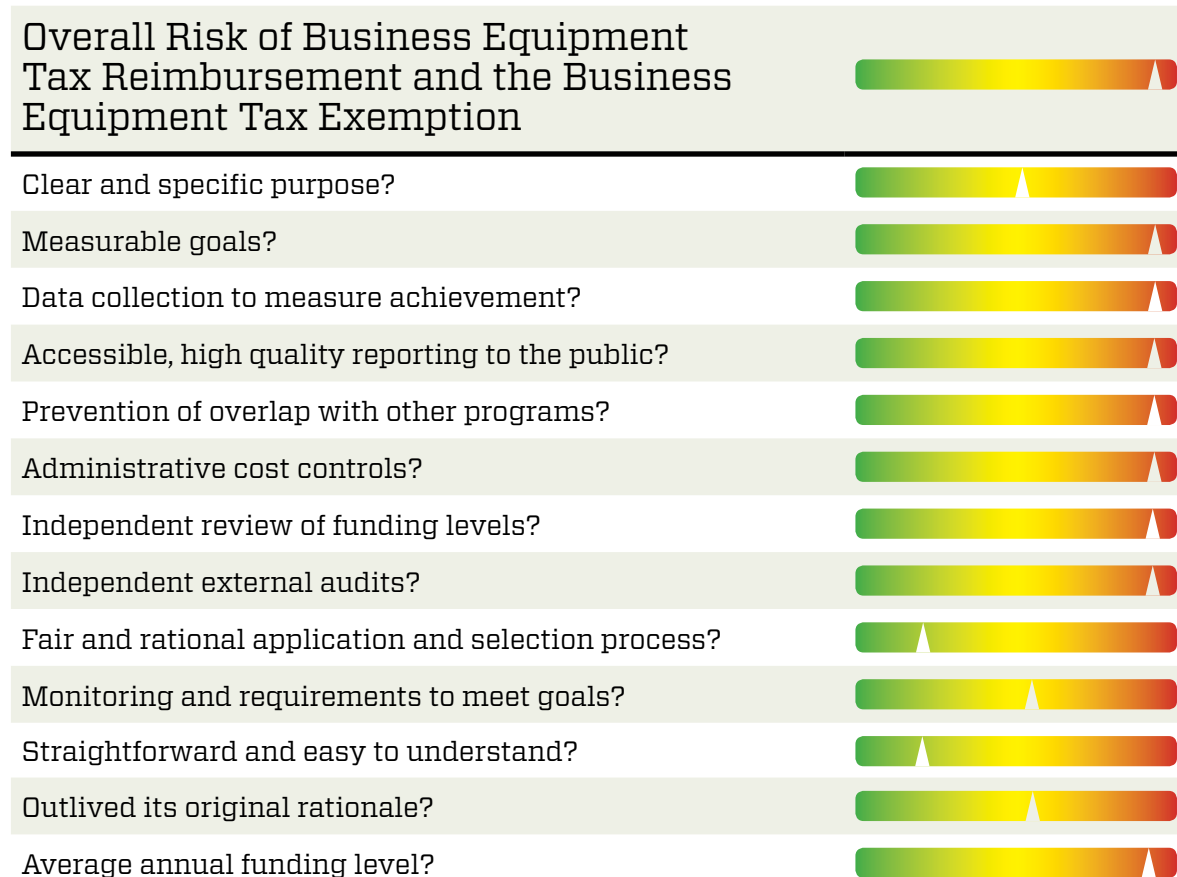 Overall Risk of Business Equipment
Tax Reimbursement and the Business
Equipment Tax Exemption
Clear and specific purpose?
Measurable goals?
Data collection to measure achievement?
Accessible, high quality reporting to the public?
Prevention of overlap with other programs?
Administrative cost controls?
Independent review of funding levels?
Independent external audits?
Fair and rational application and selection process?
Monitoring and requirements to meet goals?
Straightforward and easy to understand?
Outlived its original rationale?
Average annual funding level?